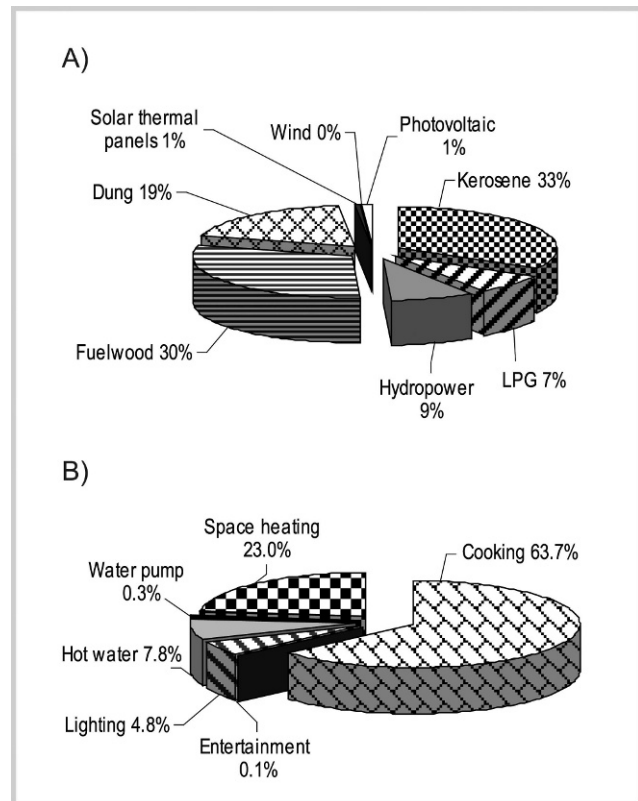 A)
Solar thermal
panels 1%
Wind 0%
Photovoltaic
1%
Kerosene 33%
Dung 19%
Fuelwood 30%
Hydropower
9%
LPG 7%
B)
Space heating
23.0%
Cooking 63.7%
Water pump
0.3%
Hot water 7.8%
Lighting 4.8%
Entertainment
0.1%